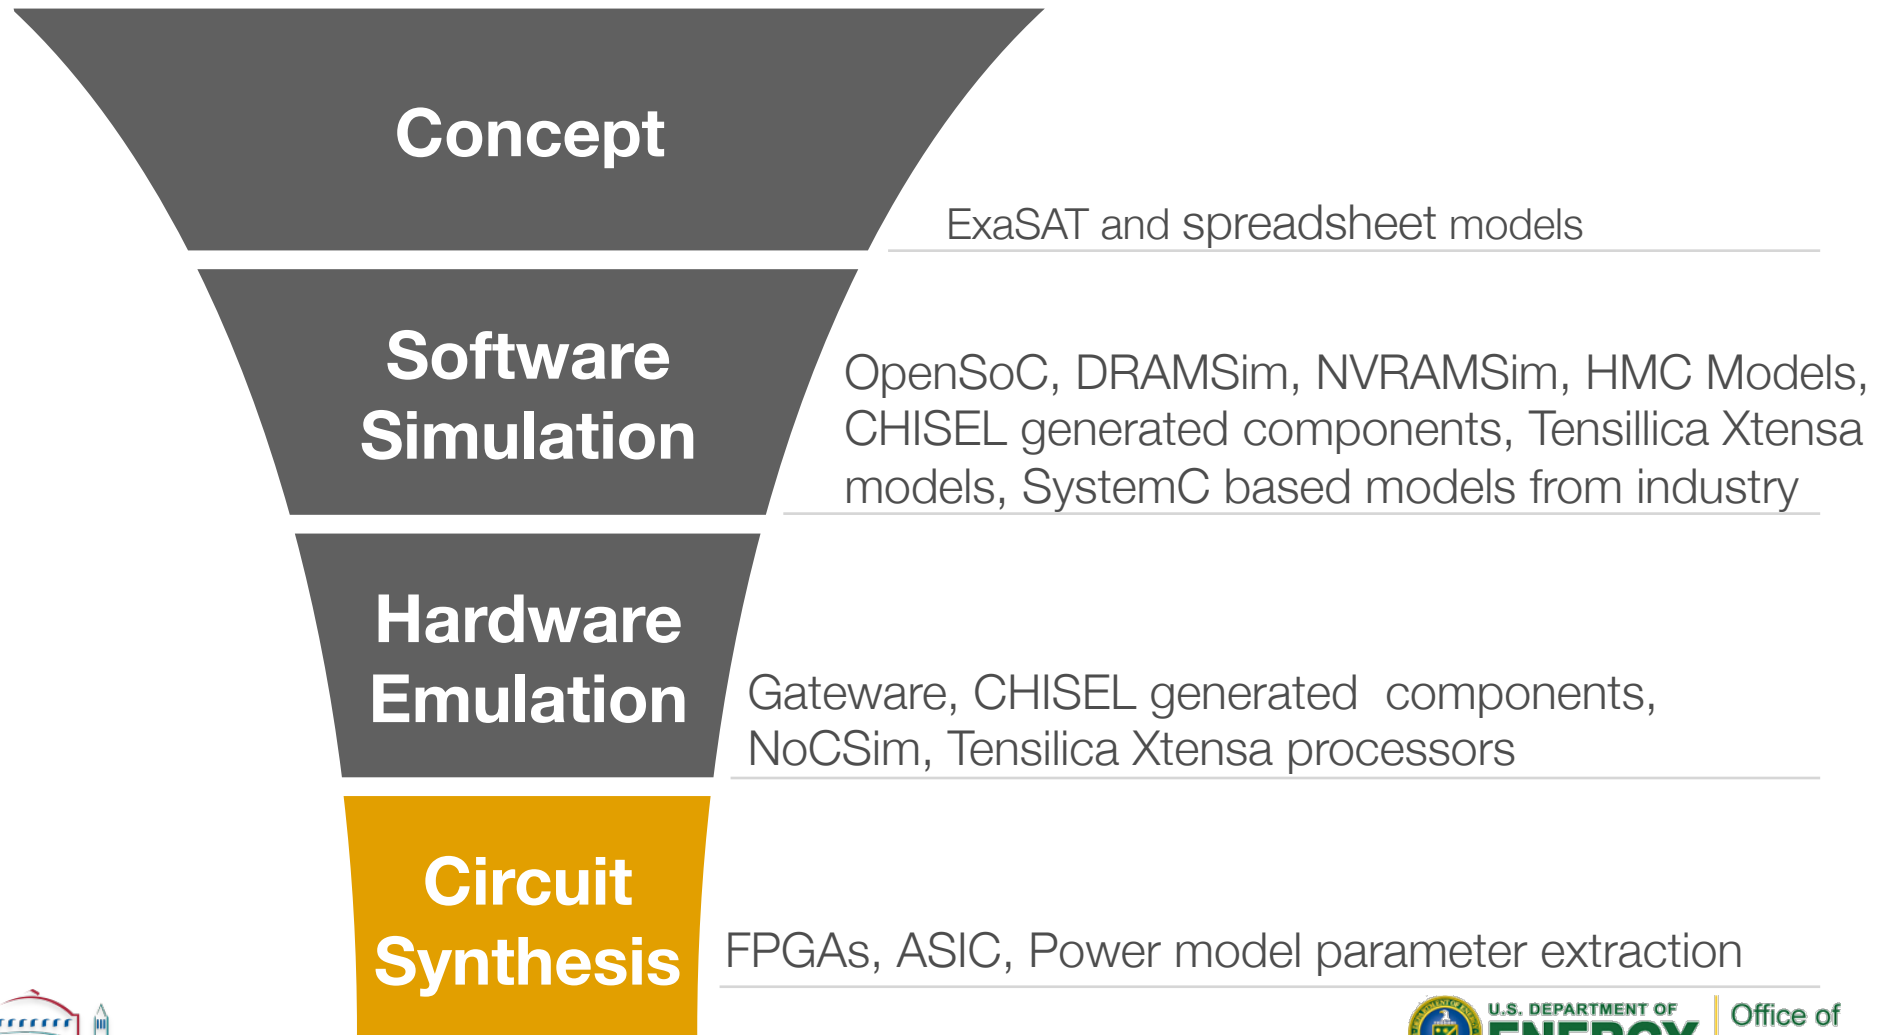 Concept
ExaSAT and spreadsheet models
Software
Simulation
OpenSoC, DRAMSim, NVRAMSim, HMC Models,
CHISEL generated components, Tensillica Xtensa
models, SystemC based models from industry
Hardware
Emulation
Gateware, CHISEL generated  components,
NoCSim, Tensilica Xtensa processors
Circuit
Synthesis
FPGAs, ASIC, Power model parameter extraction
U.S. DEPARTMENT OF
ENERGY
Office of